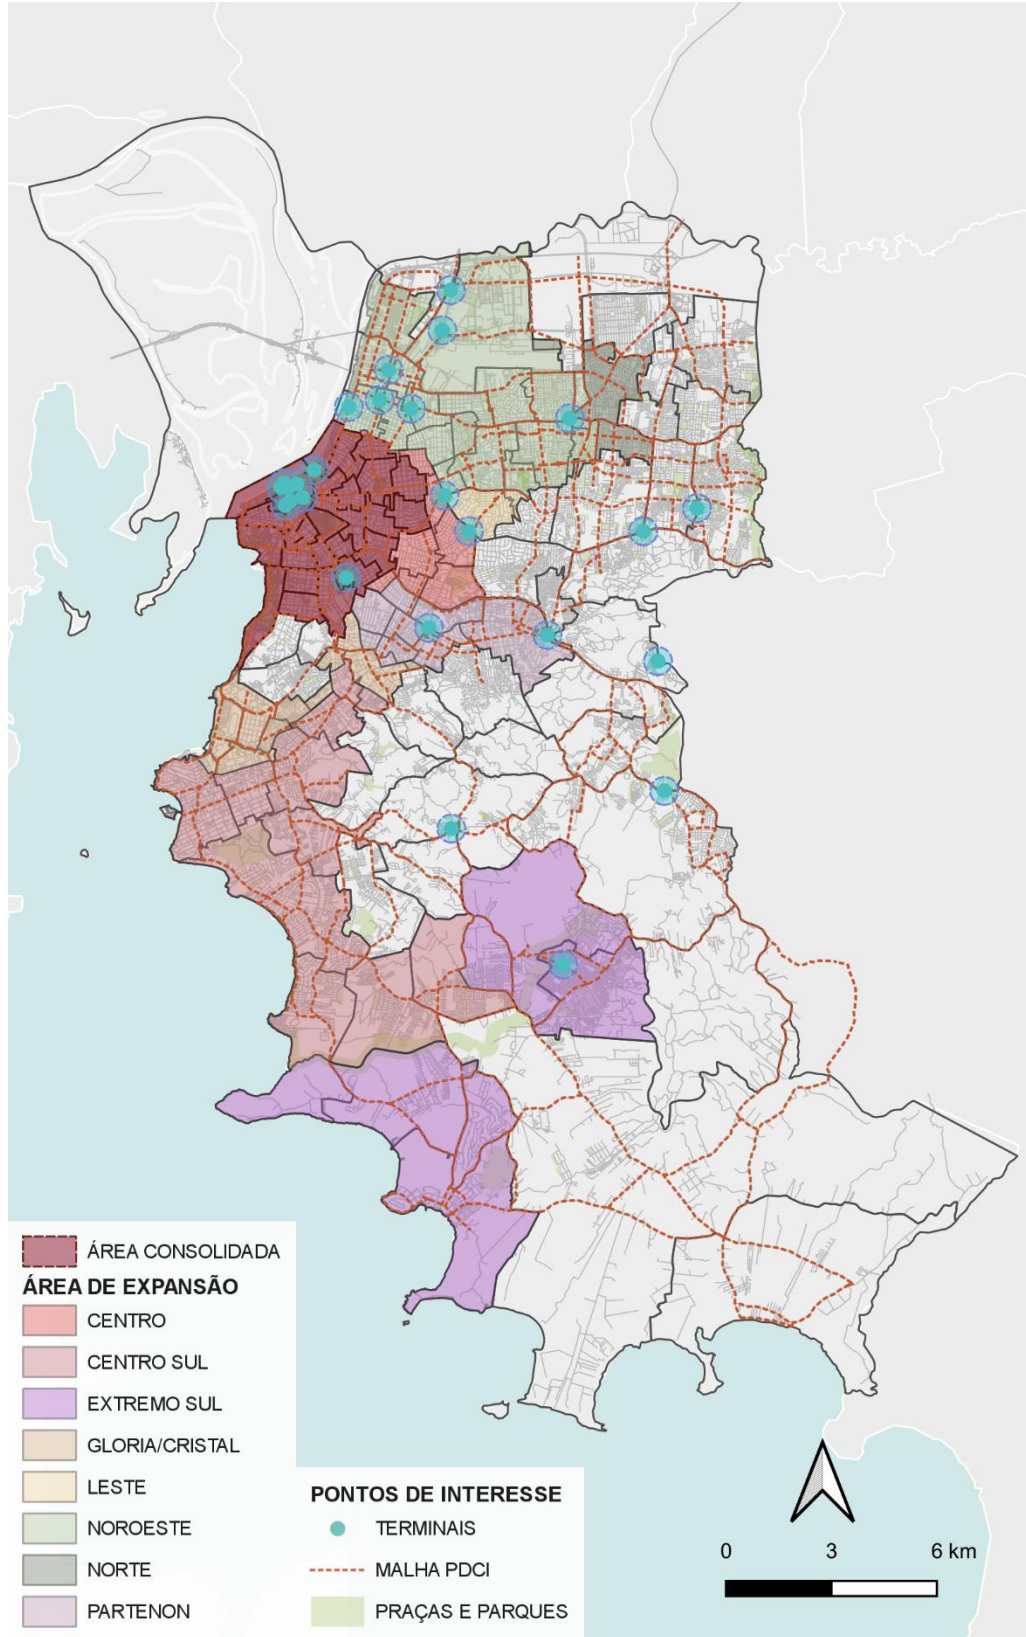 ÁREA CONSOLIDADA
ÁREA DE EXPANSÃO
CENTRO
CENTRO SUL
EXTREMO SUL
GLORIA/CRISTAL
LESTE
NOROESTE
NORTE
PARTENON
PONTOS DE INTERESSE
TERMINAIS
MALHA PDCI
PRAÇAS E PARQUES
0 3 6 km